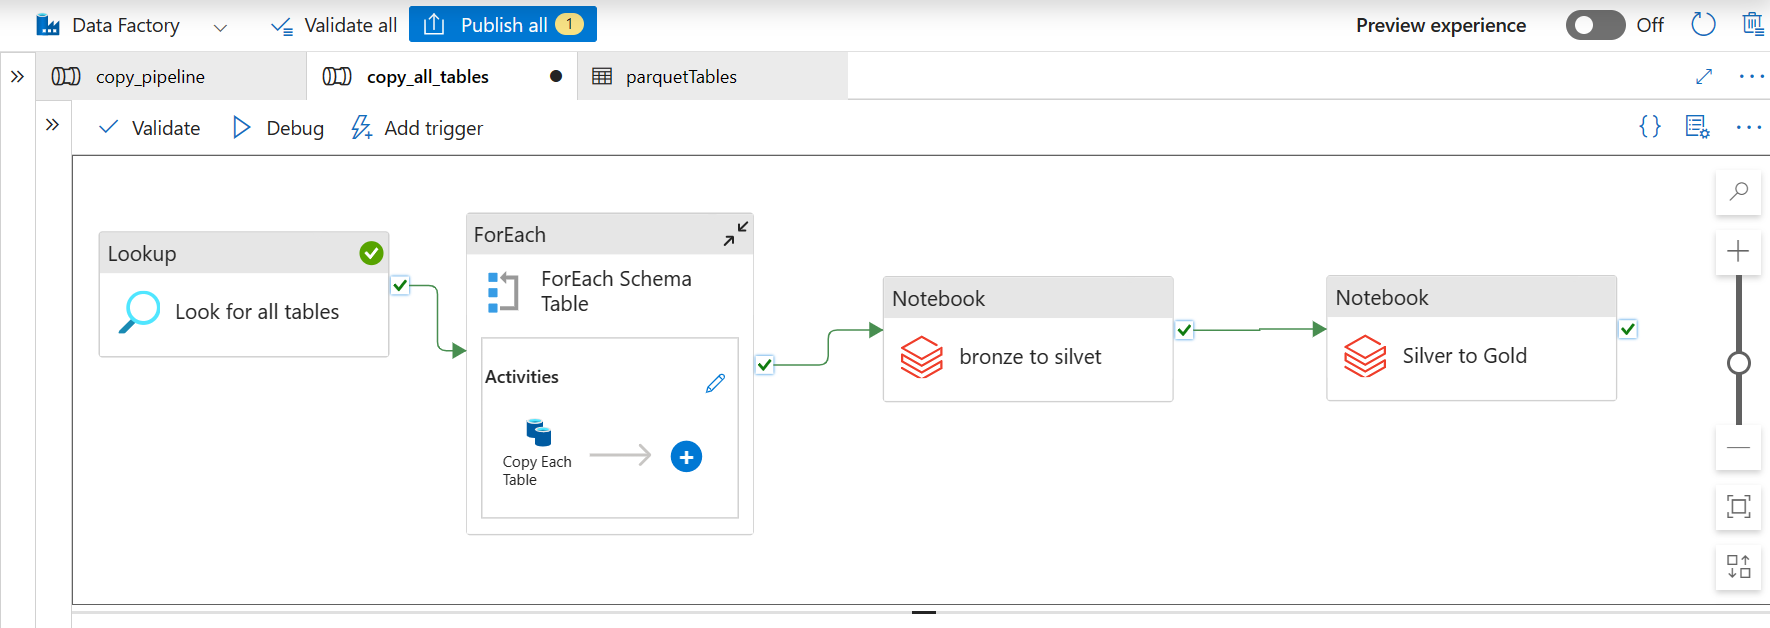 Data Factory
Validate all
Publish all 1
Preview experience
Off
copy_pipeline
copy_all_tables
parquetTables
Validate
Debug
Add trigger
{}
Lookup
Look for all tables
ForEach
ForEach Schema
Table
Activities
Copy Each
Table
Notebook
bronze to silvet
Notebook
Silver to Gold